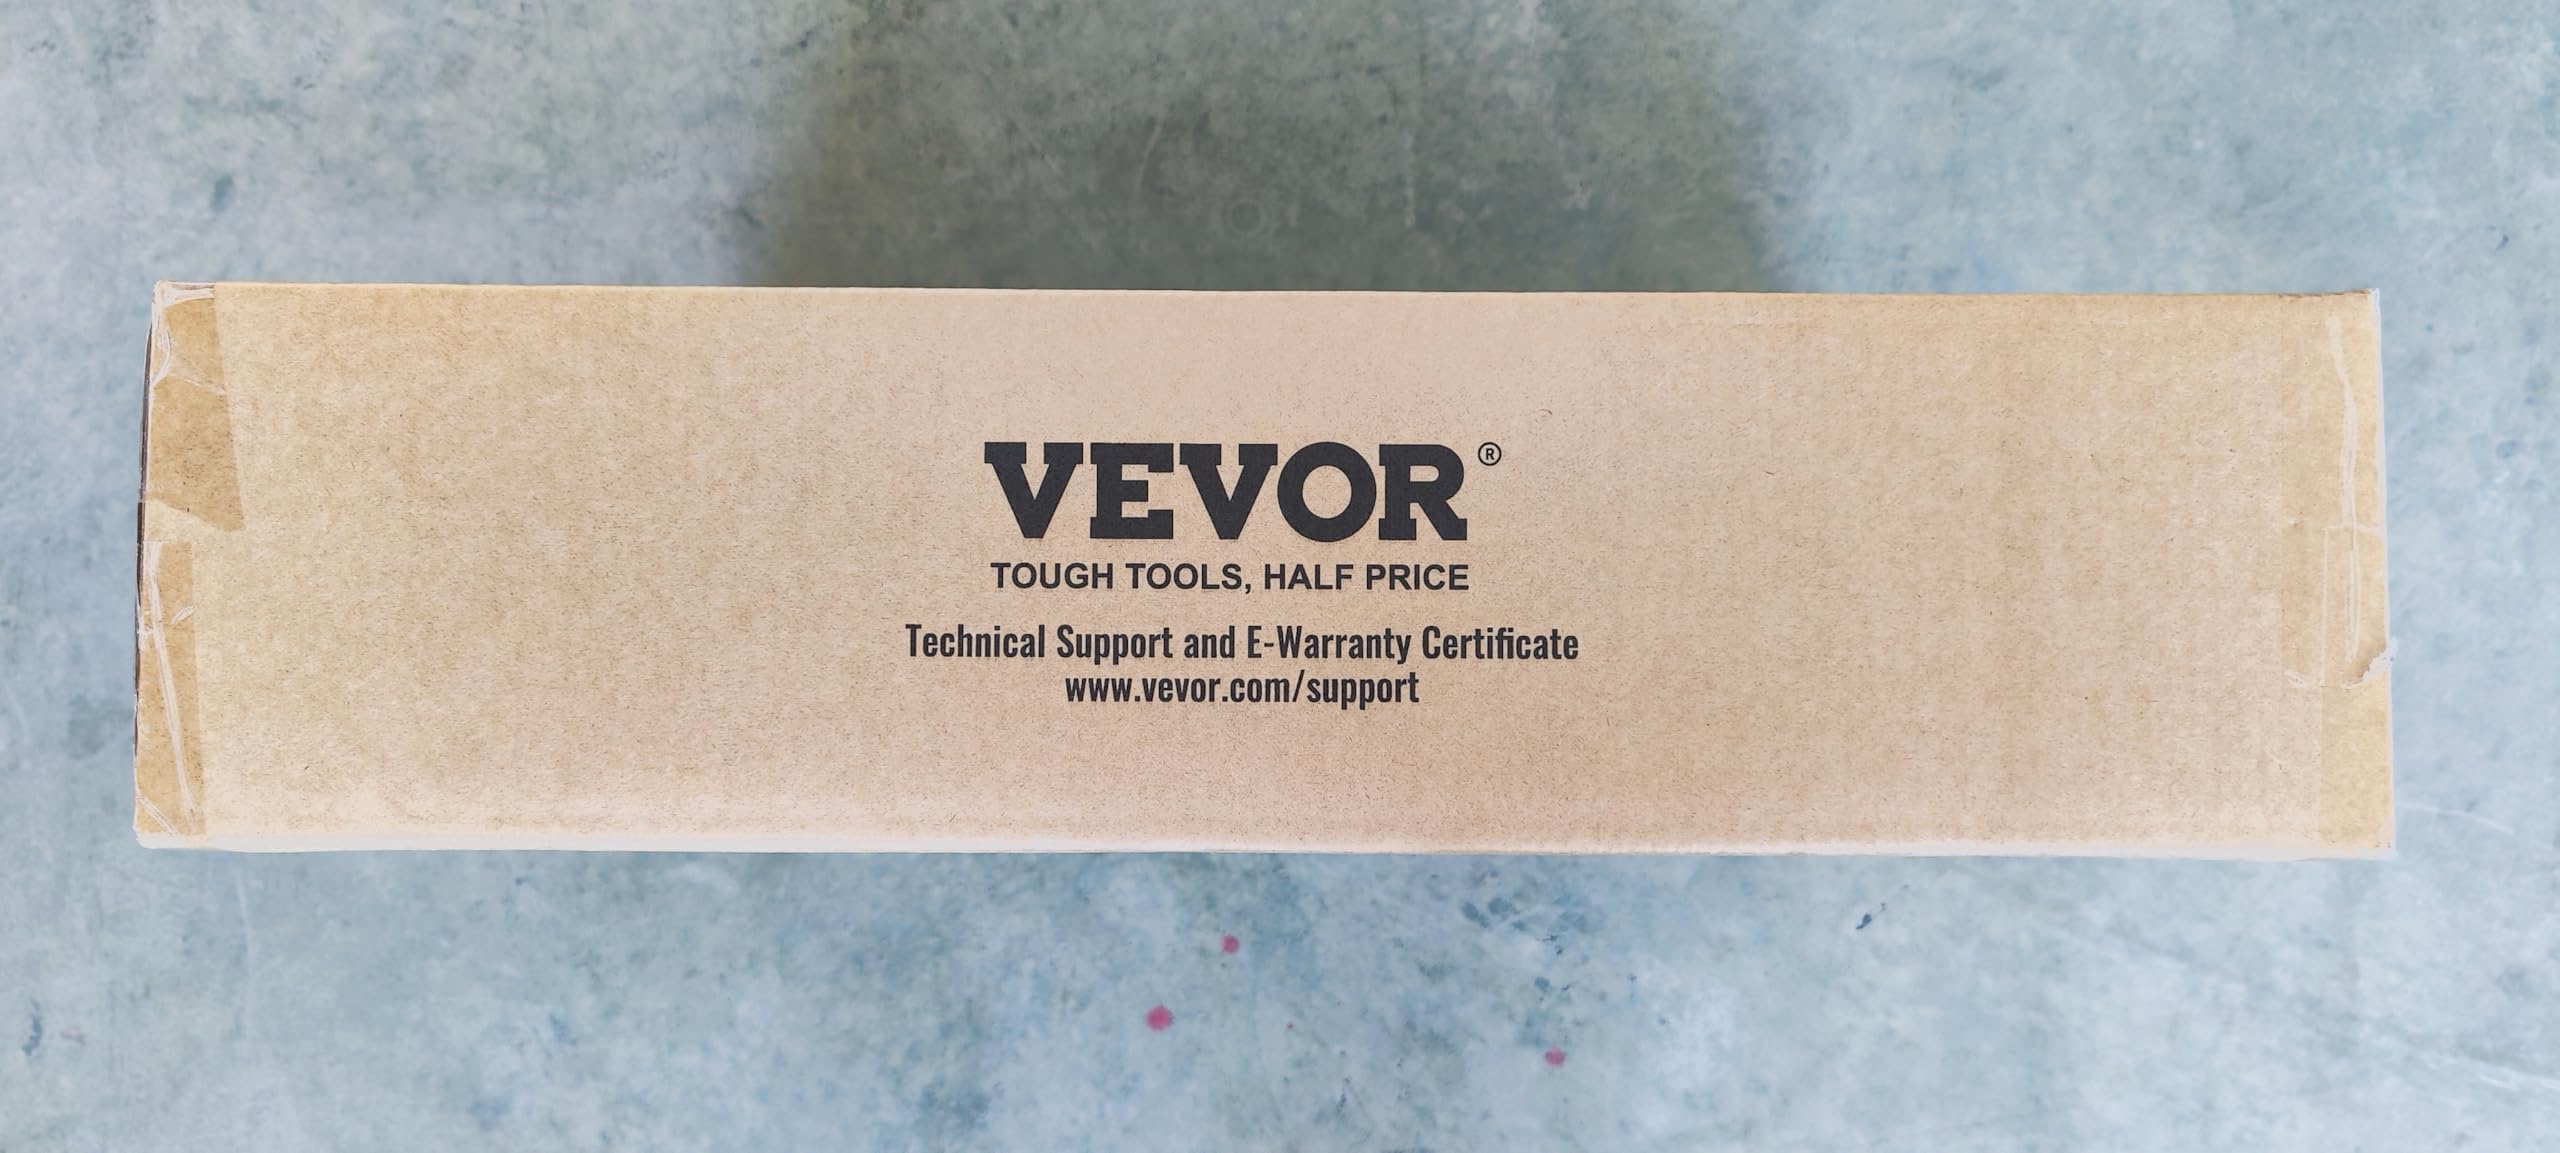 VEVOR®
TOUGH TOOLS, HALF PRICE
Technical Support and E-Warranty Certificate
www.vevor.com/support